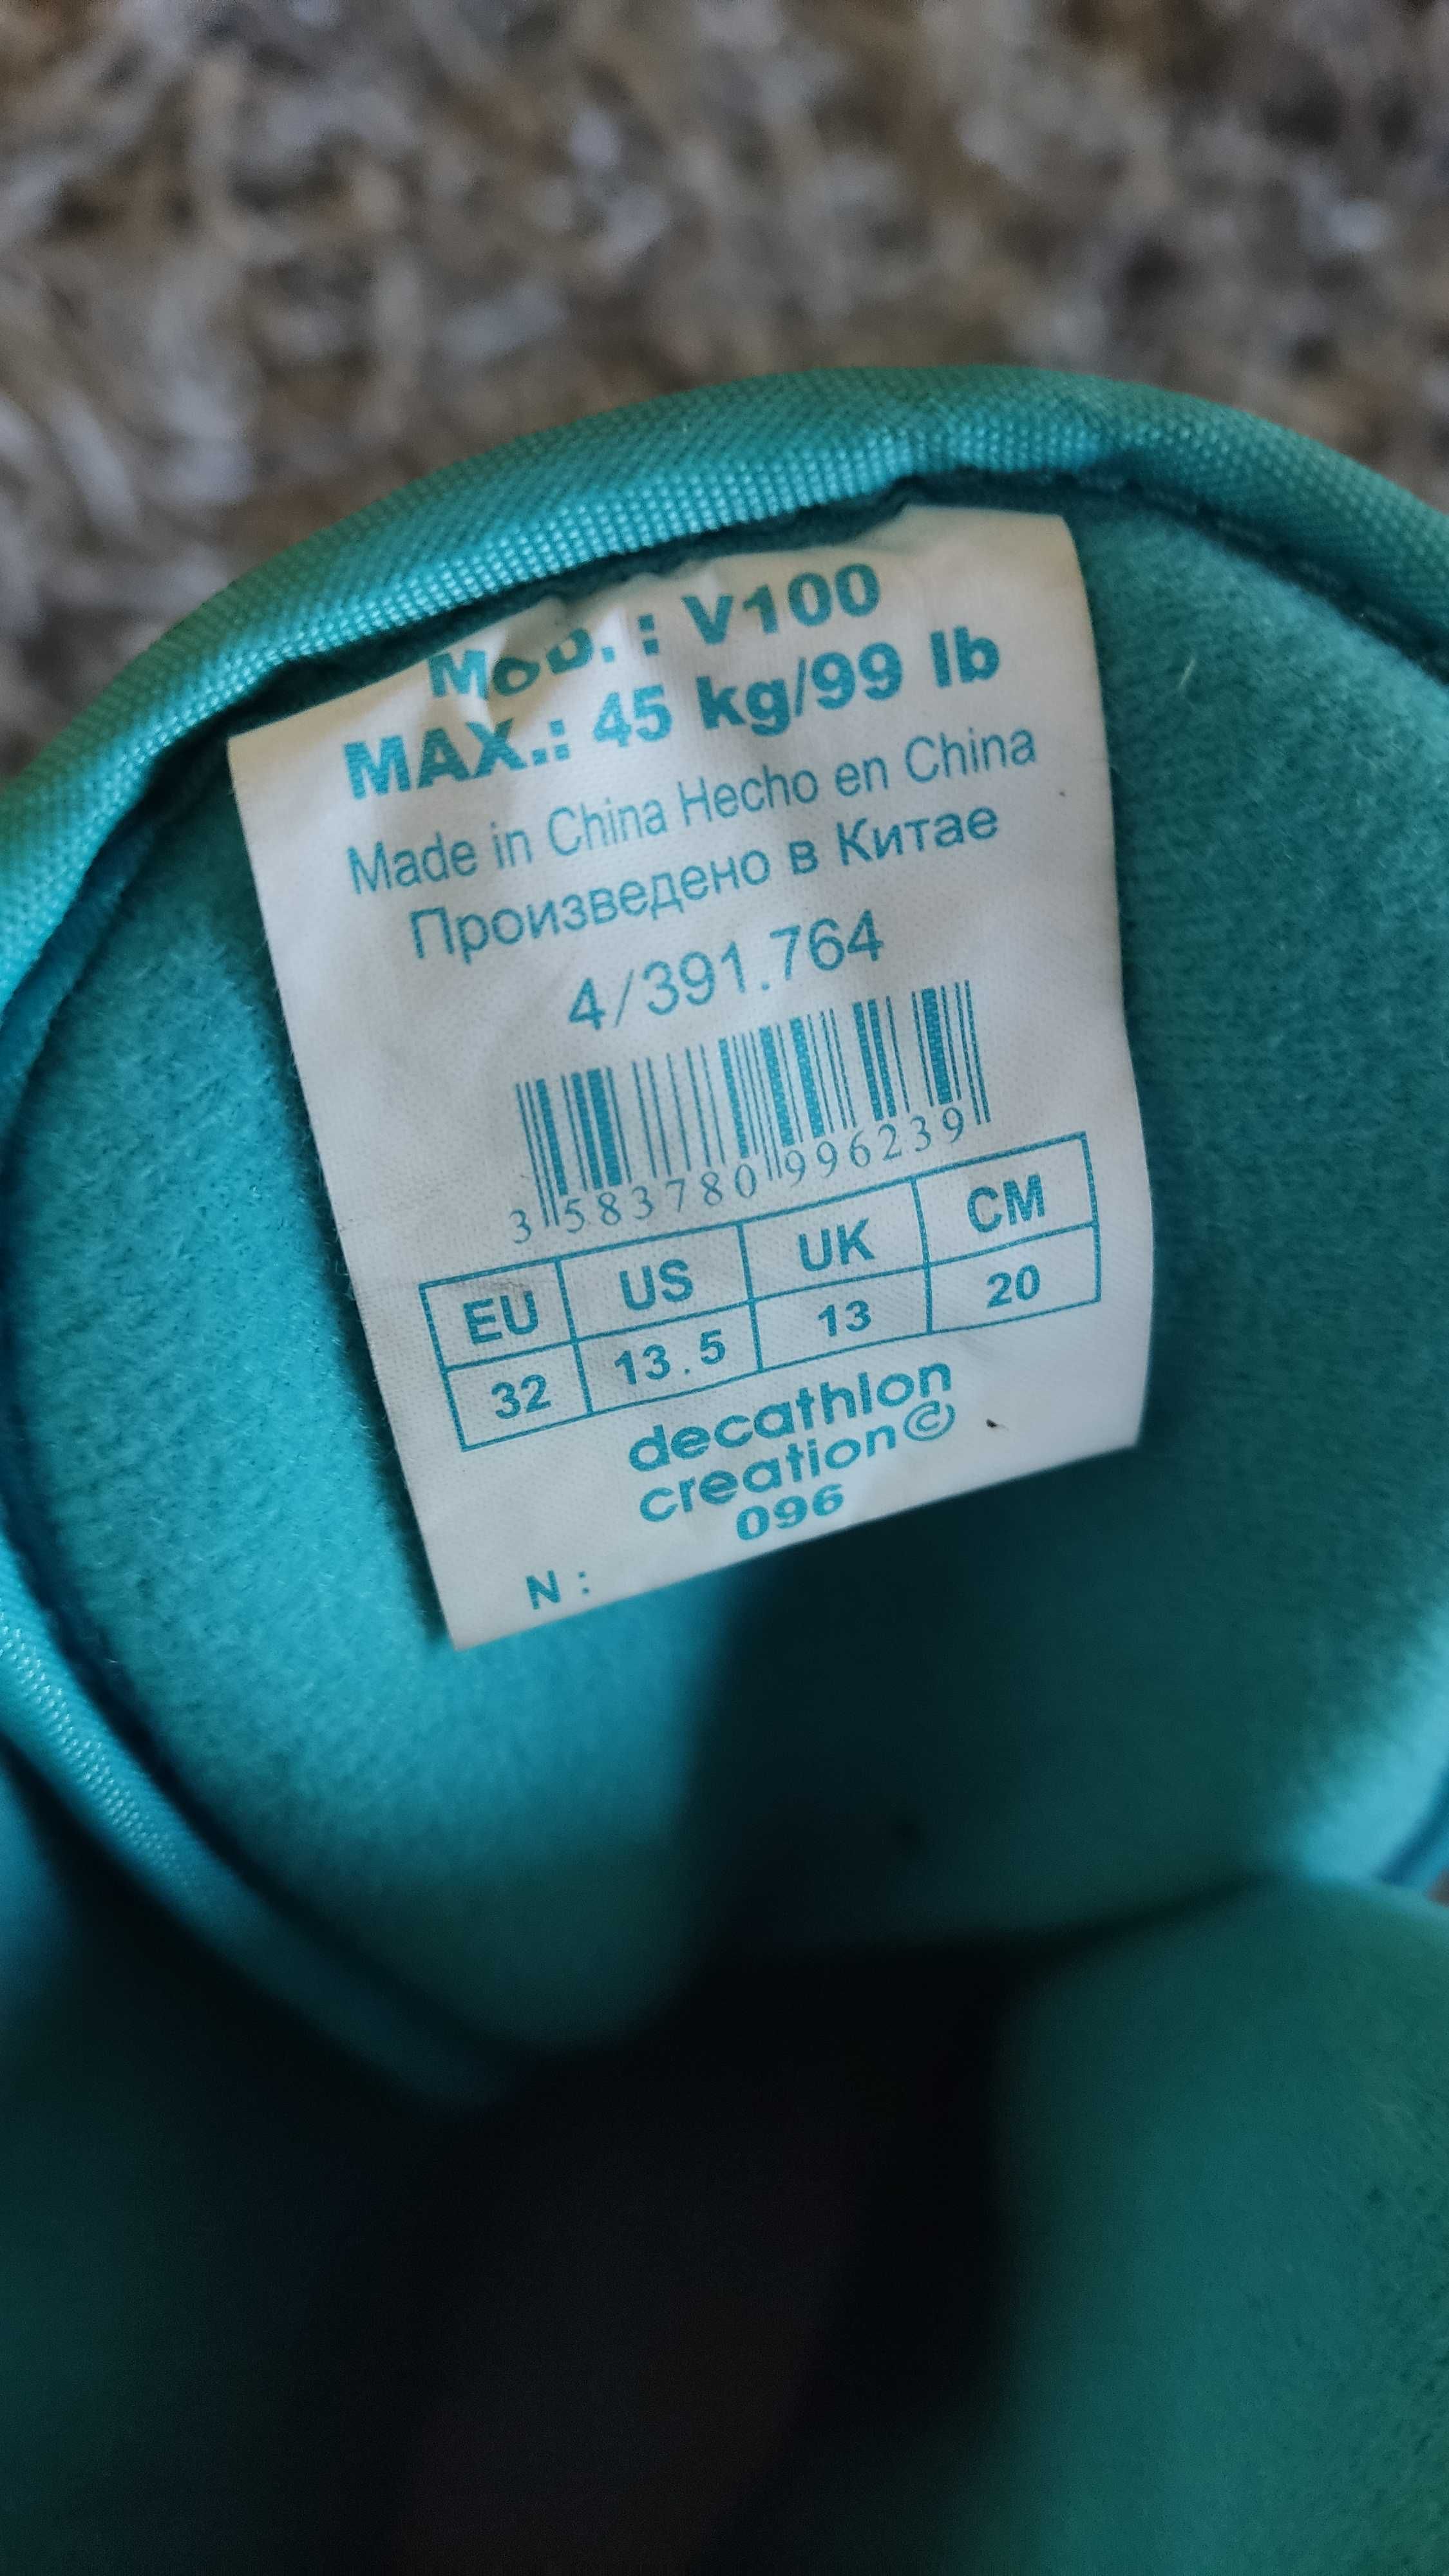 MOD. : V100
MAX.: 45 kg/99 lb
Made in China Hecho en China
Произведено в Китае
4/391.764
3 583780 996239
EU US UK CM
32 13.5 13 20
decathlon
creation©
096
N :